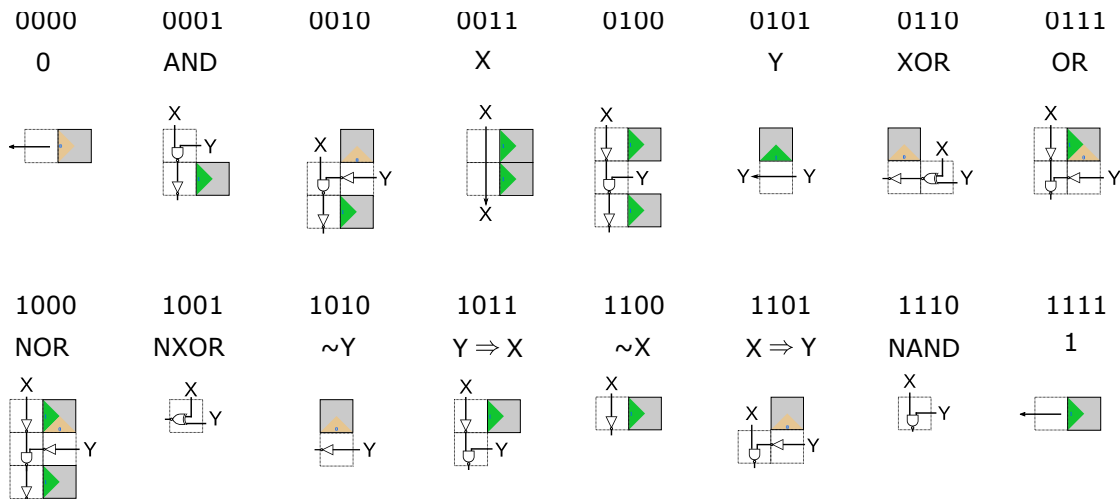 0000 0001 0010 0011 0100 0101 0110 0111
0 AND X Y XOR OR
X X X X X X X
Y Y Y Y Y Y Y
X
1000 1001 1010 1011 1100 1101 1110 1111
NOR NXOR ~Y Y ⇒ X ~X X ⇒ Y NAND 1
X X X X X X
Y Y Y Y Y Y